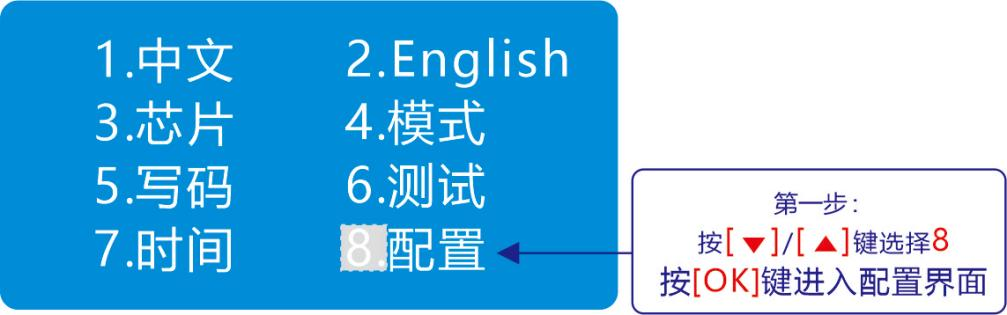 1.中文 2.English
3.芯片 4.模式
5.写码 6.测试
7.时间 8.配置
第一步：
按[▼]/[▲]键选择8
按[OK]键进入配置界面